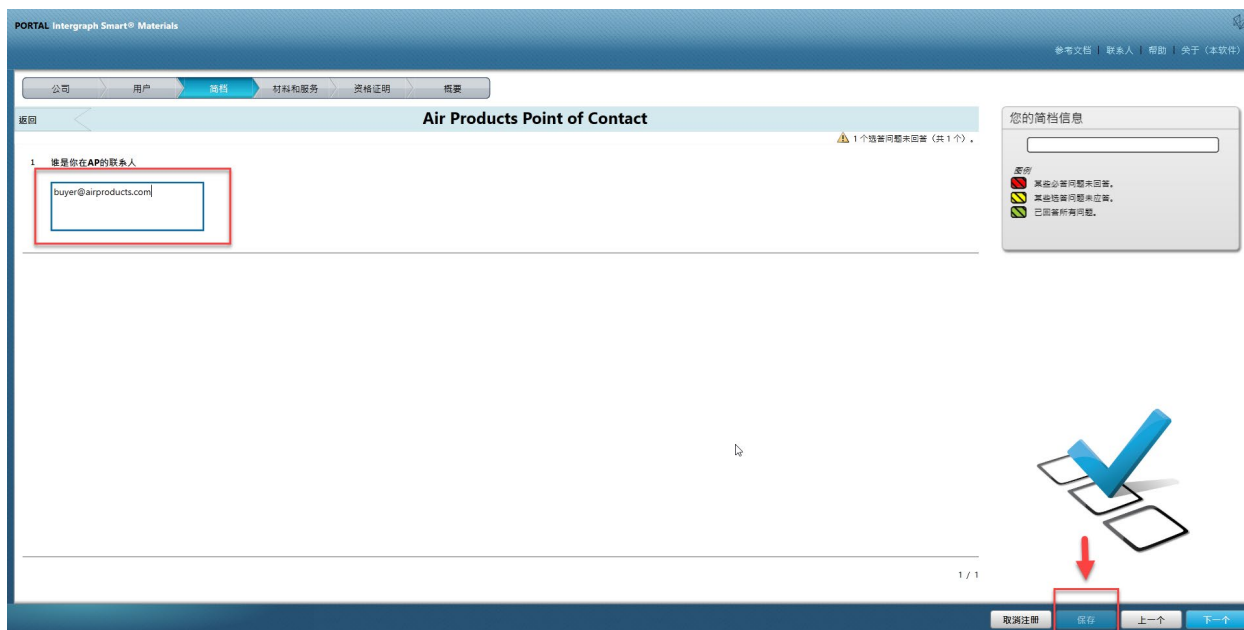 PORTAL Intergraph Smart® Materials
参考文档 | 联系人 | 帮助 | 关于（本软件）
公司 用户 简档 材料和服务 资格证明 概要
返回
Air Products Point of Contact
1 个选答问题未回答（共 1 个）.
1 谁是你在AP的联系人
buyer@airproducts.com
您的简档信息
图例
某些必答问题未回答。
某些选答问题未应答。
已回答所有问题。
1 / 1
取消注册 保存 上一个 下一个